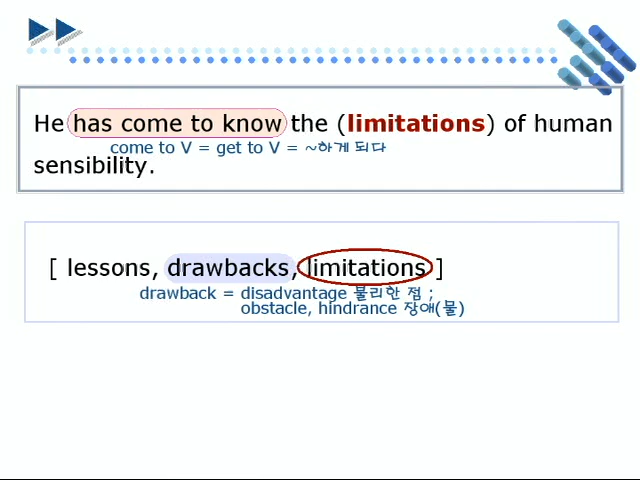 He has come to know the (limitations) of human
come to V = get to V = ~하게 되다
sensibility.
[ lessons, drawbacks, limitations ]
drawback = disadvantage 불리한 점 ;
obstacle, hindrance 장애(물)